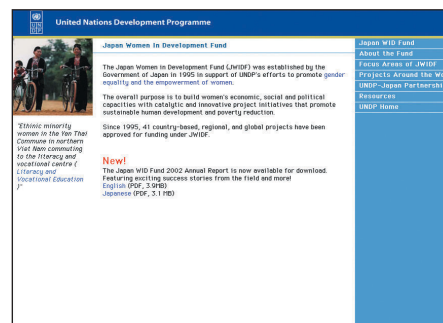 UN
DP
United Nations Development Programme
Japan Women in Development Fund
The Japan Women in Development Fund (JWIDF) was established by the
Government of Japan in 1995 in support of UNDP's efforts to promote gender
equality and the empowerment of women.
The overall purpose is to build women's economic, social and political
capacities with catalytic and innovative project initiatives that promote
sustainable human development and poverty reduction.
Since 1995, 41 country-based, regional, and global projects have been
approved for funding under JWIDF.
New!
The Japan WID Fund 2002 Annual Report is now available for download.
Featuring exciting success stories from the field and more!
English (PDF, 3.9MB)
Japanese (PDF, 3.1 MB)
"Ethinic minority
women in the Yen Thai
Commune in northern
Viet Nam commuting
to the literacy and
vocational centre (
Literacy and
Vocational Education
)"
Japan WID Fund
About the Fund
Focus Areas of JWIDF
Projects Around the Wo
UNDP-Japan Partnershi
Resources
UNDP Home